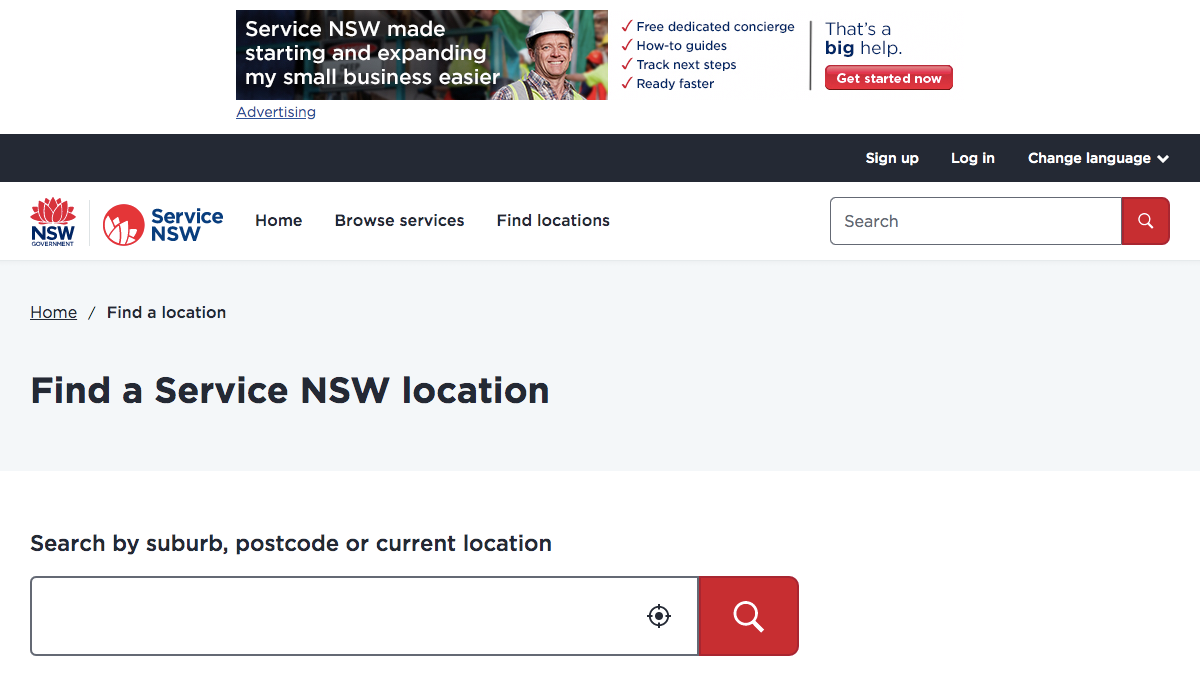 Service NSW made
starting and expanding
my small business easier
Free dedicated concierge
How-to guides
Track next steps
Ready faster
That's a
big help.
Get started now
Advertising
Sign up
Log in
Change language
NSW
GOVERNMENT
Service
NSW
Home
Browse services
Find locations
Search
Home / Find a location
Find a Service NSW location
Search by suburb, postcode or current location